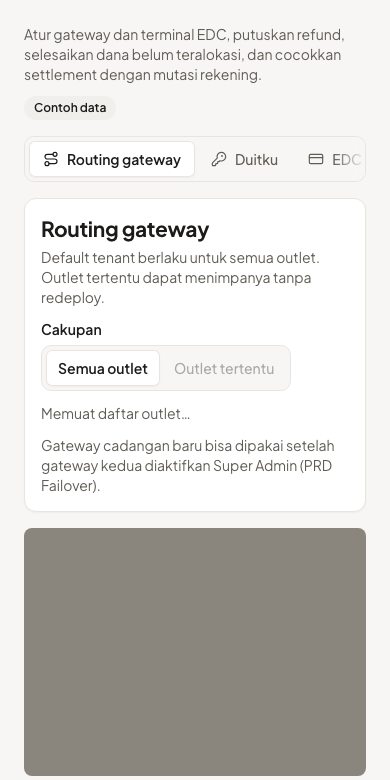 Atur gateway dan terminal EDC, putuskan refund,
selesaikan dana belum teralokasi, dan cocokkan
settlement dengan mutasi rekening.
Contoh data
Routing gateway
Duitku
EDC
Routing gateway
Default tenant berlaku untuk semua outlet.
Outlet tertentu dapat menimpanya tanpa
redeploy.
Cakupan
Semua outlet
Outlet tertentu
Memuat daftar outlet…
Gateway cadangan baru bisa dipakai setelah
gateway kedua diaktifkan Super Admin (PRD
Failover).